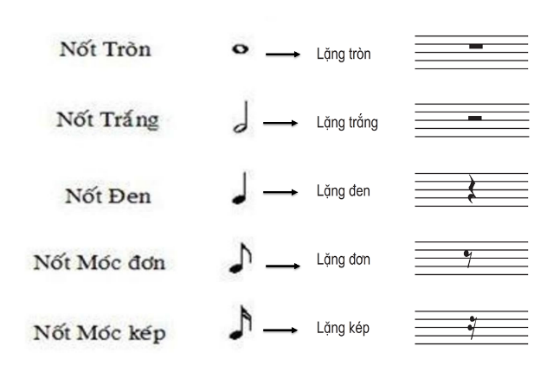 Nốt Tròn Lặng tròn
Nốt Trắng Lặng trắng
Nốt Đen Lặng đen
Nốt Móc đơn Lặng đơn
Nốt Móc kép Lặng kép